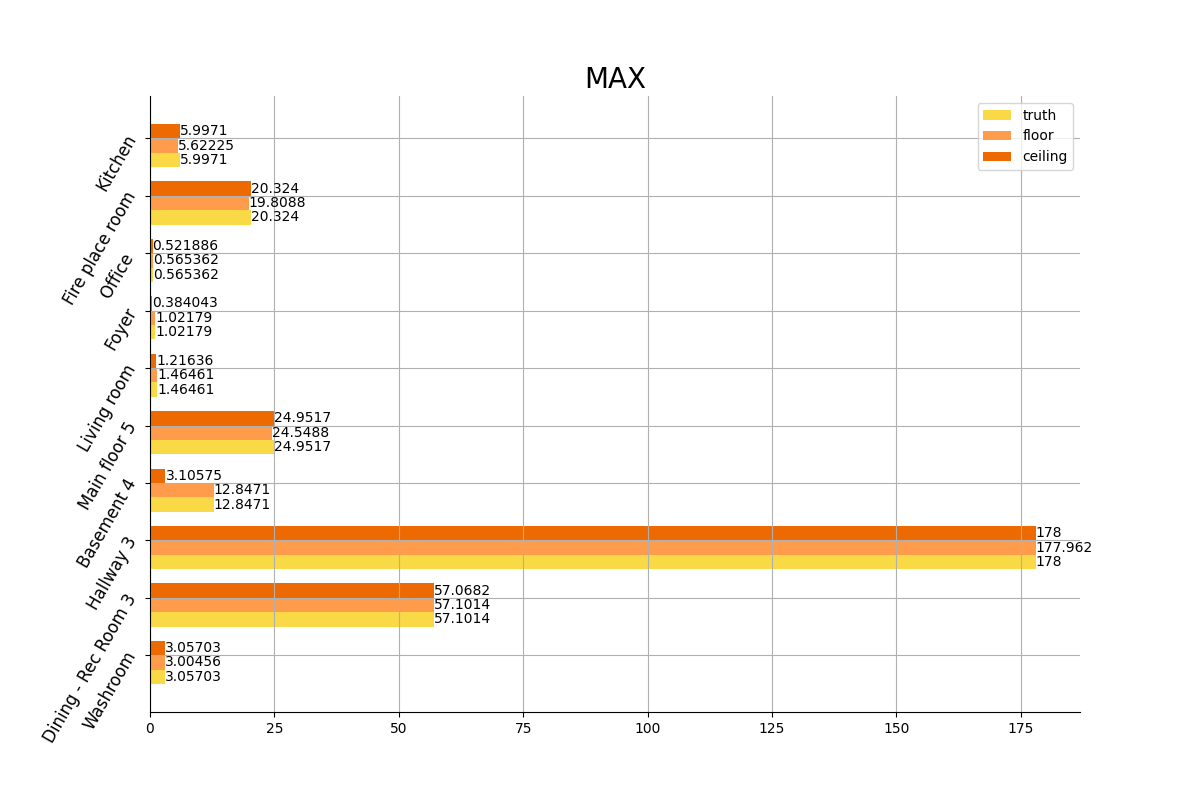 MAX
truth
floor
ceiling
Kitchen
5.9971
5.62225
5.9971
Fire place room
20.324
19.8088
20.324
Office
0.521886
0.565362
0.565362
Foyer
0.384043
1.02179
1.02179
Living room
1.21636
1.46461
1.46461
Main floor 5
24.9517
24.5488
24.9517
Basement 4
3.10575
12.8471
12.8471
Hallway 3
178
177.962
178
Dining - Rec Room 3
57.0682
57.1014
57.1014
Washroom
3.05703
3.00456
3.05703
0 25 50 75 100 125 150 175